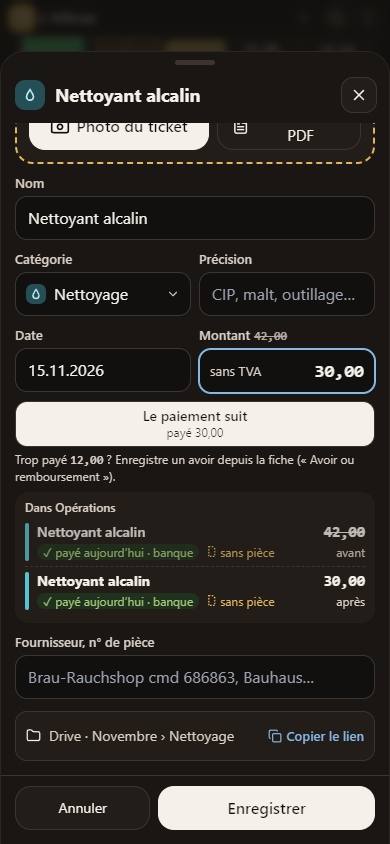 Nettoyant alcalin
Photo du ticket
PDF
Nom
Nettoyant alcalin
Catégorie
Précision
Nettoyage
CIP, malt, outillage...
Date
Montant 42,00
15.11.2026
sans TVA 30,00
Le paiement suit
payé 30,00
Trop payé 12,00 ? Enregistre un avoir depuis la fiche (« Avoir ou
remboursement »).
Dans Opérations
Nettoyant alcalin 42,00
✓ payé aujourd'hui · banque sans pièce avant
Nettoyant alcalin 30,00
✓ payé aujourd'hui · banque sans pièce après
Fournisseur, n° de pièce
Brau-Rauchshop cmd 686863, Bauhaus...
Drive · Novembre › Nettoyage Copier le lien
Annuler
Enregistrer